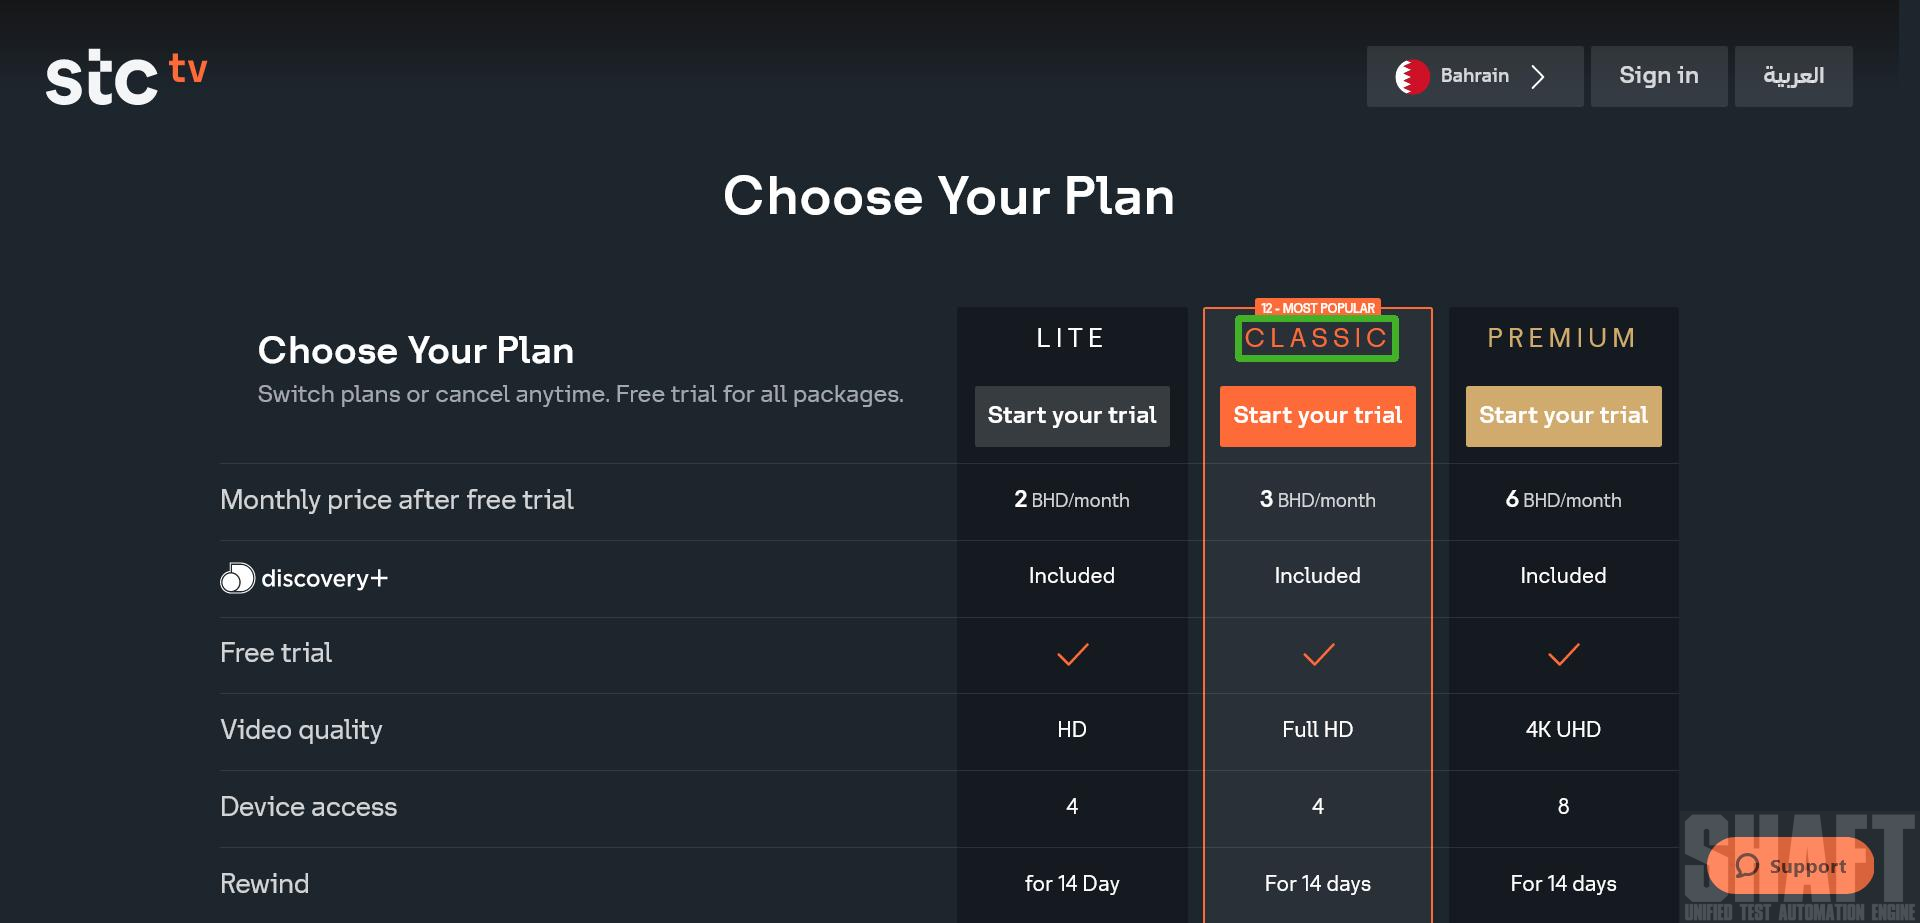 stc tv
Bahrain
Sign in
العربية
Choose Your Plan
12 - MOST POPULAR
Choose Your Plan
Switch plans or cancel anytime. Free trial for all packages.
LITE
CLASSIC
PREMIUM
Start your trial
Start your trial
Start your trial
Monthly price after free trial
2 BHD/month
3 BHD/month
6 BHD/month
discovery+
Included
Included
Included
Free trial
Video quality
HD
Full HD
4K UHD
Device access
4
4
8
Rewind
for 14 Day
For 14 days
For 14 days
SHAFT
Support
UNIFIED TEST AUTOMATION ENGINE